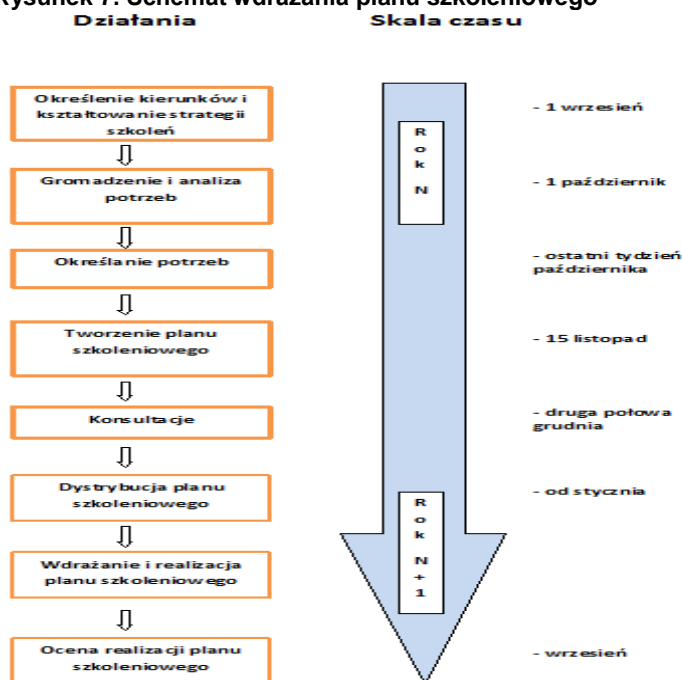 Rysunek 7. Schemat wdrażania planu szkoleniowego
Działania
Skala czasu
Określenie kierunków i
kształtowanie strategii
szkoleń
- 1 wrzesień
Gromadzenie i analiza
potrzeb
- 1 październik
Określanie potrzeb
- ostatni tydzień
października
Tworzenie planu
szkoleniowego
- 15 listopad
Konsultacje
- druga połowa
grudnia
Dystrybucja planu
szkoleniowego
- od stycznia
Wdrażanie i realizacja
planu szkoleniowego
Ocena realizacji planu
szkoleniowego
- wrzesień
Rok N
Rok N+1